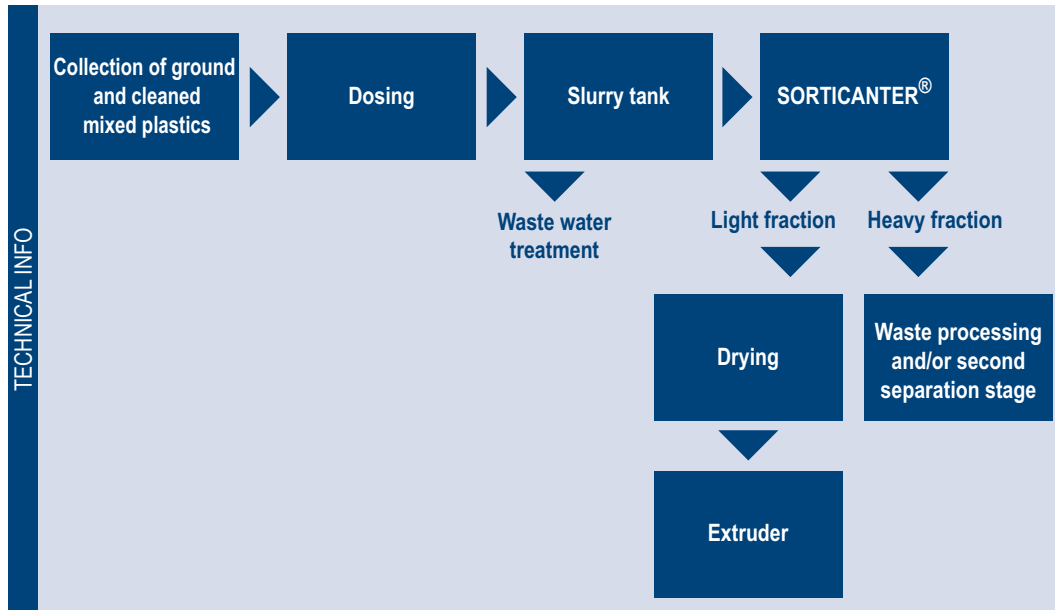 TECHNICAL INFO
Collection of ground
and cleaned
mixed plastics
Dosing
Slurry tank
SORTICANTER®
Waste water
treatment
Light fraction
Heavy fraction
Drying
Waste processing
and/or second
separation stage
Extruder